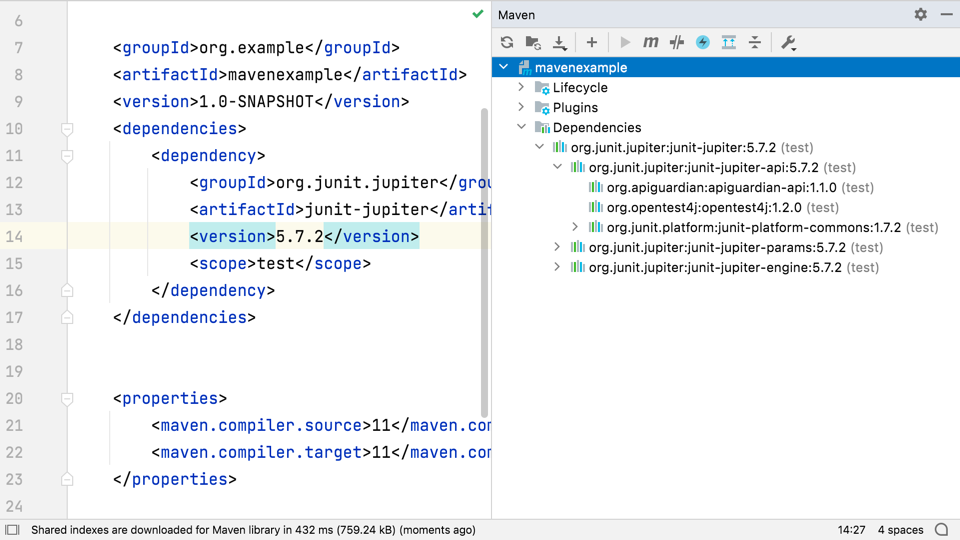 6
7 <groupId>org.example</groupId>
8 <artifactId>mavenexample</artifactId>
9 <version>1.0-SNAPSHOT</version>
10 <dependencies>
11 <dependency>
12 <groupId>org.junit.jupiter</grou
13 <artifactId>junit-jupiter</artif
14 <version>5.7.2</version>
15 <scope>test</scope>
16 </dependency>
17 </dependencies>
18
19
20 <properties>
21 <maven.compiler.source>11</maven.com
22 <maven.compiler.target>11</maven.com
23 </properties>
24
Maven
m
mavenexample
Lifecycle
Plugins
Dependencies
org.junit.jupiter:junit-jupiter:5.7.2 (test)
org.junit.jupiter:junit-jupiter-api:5.7.2 (test)
org.apiguardian:apiguardian-api:1.1.0 (test)
org.opentest4j:opentest4j:1.2.0 (test)
org.junit.platform:junit-platform-commons:1.7.2 (test)
org.junit.jupiter:junit-jupiter-params:5.7.2 (test)
org.junit.jupiter:junit-jupiter-engine:5.7.2 (test)
Shared indexes are downloaded for Maven library in 432 ms (759.24 kB) (moments ago)
14:27 4 spaces